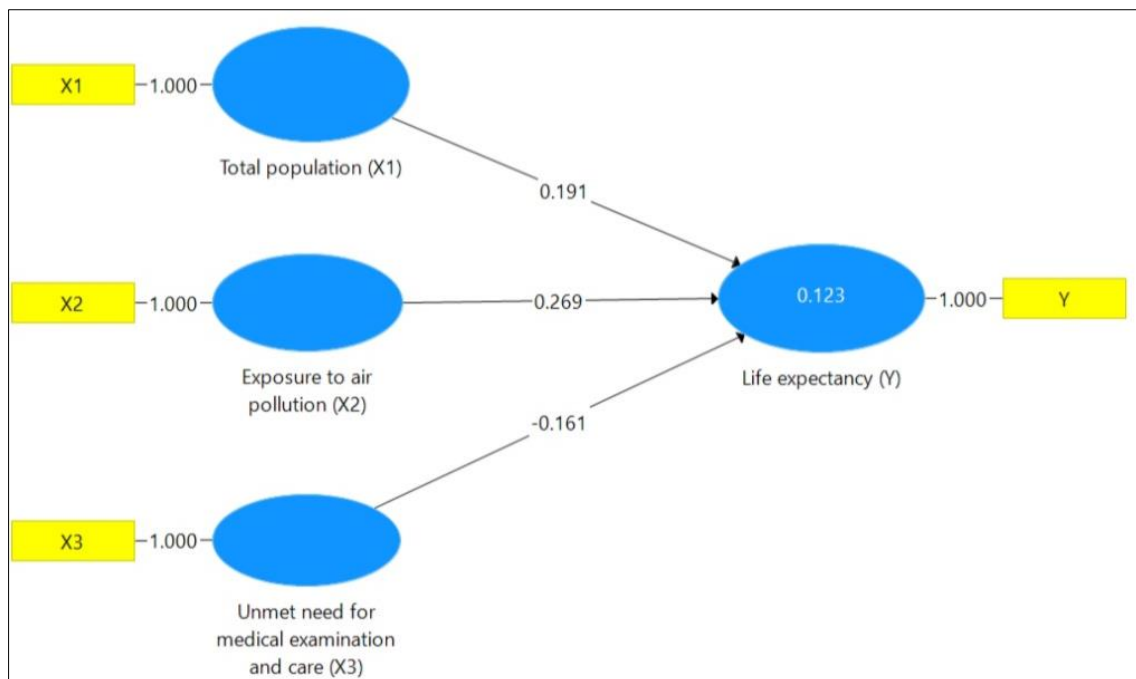 X1
1.000
Total population (X1)
0.191
X2
1.000
0.269
0.123
1.000
Y
Exposure to air
pollution (X2)
Life expectancy (Y)
-0.161
X3
1.000
Unmet need for
medical examination
and care (X3)